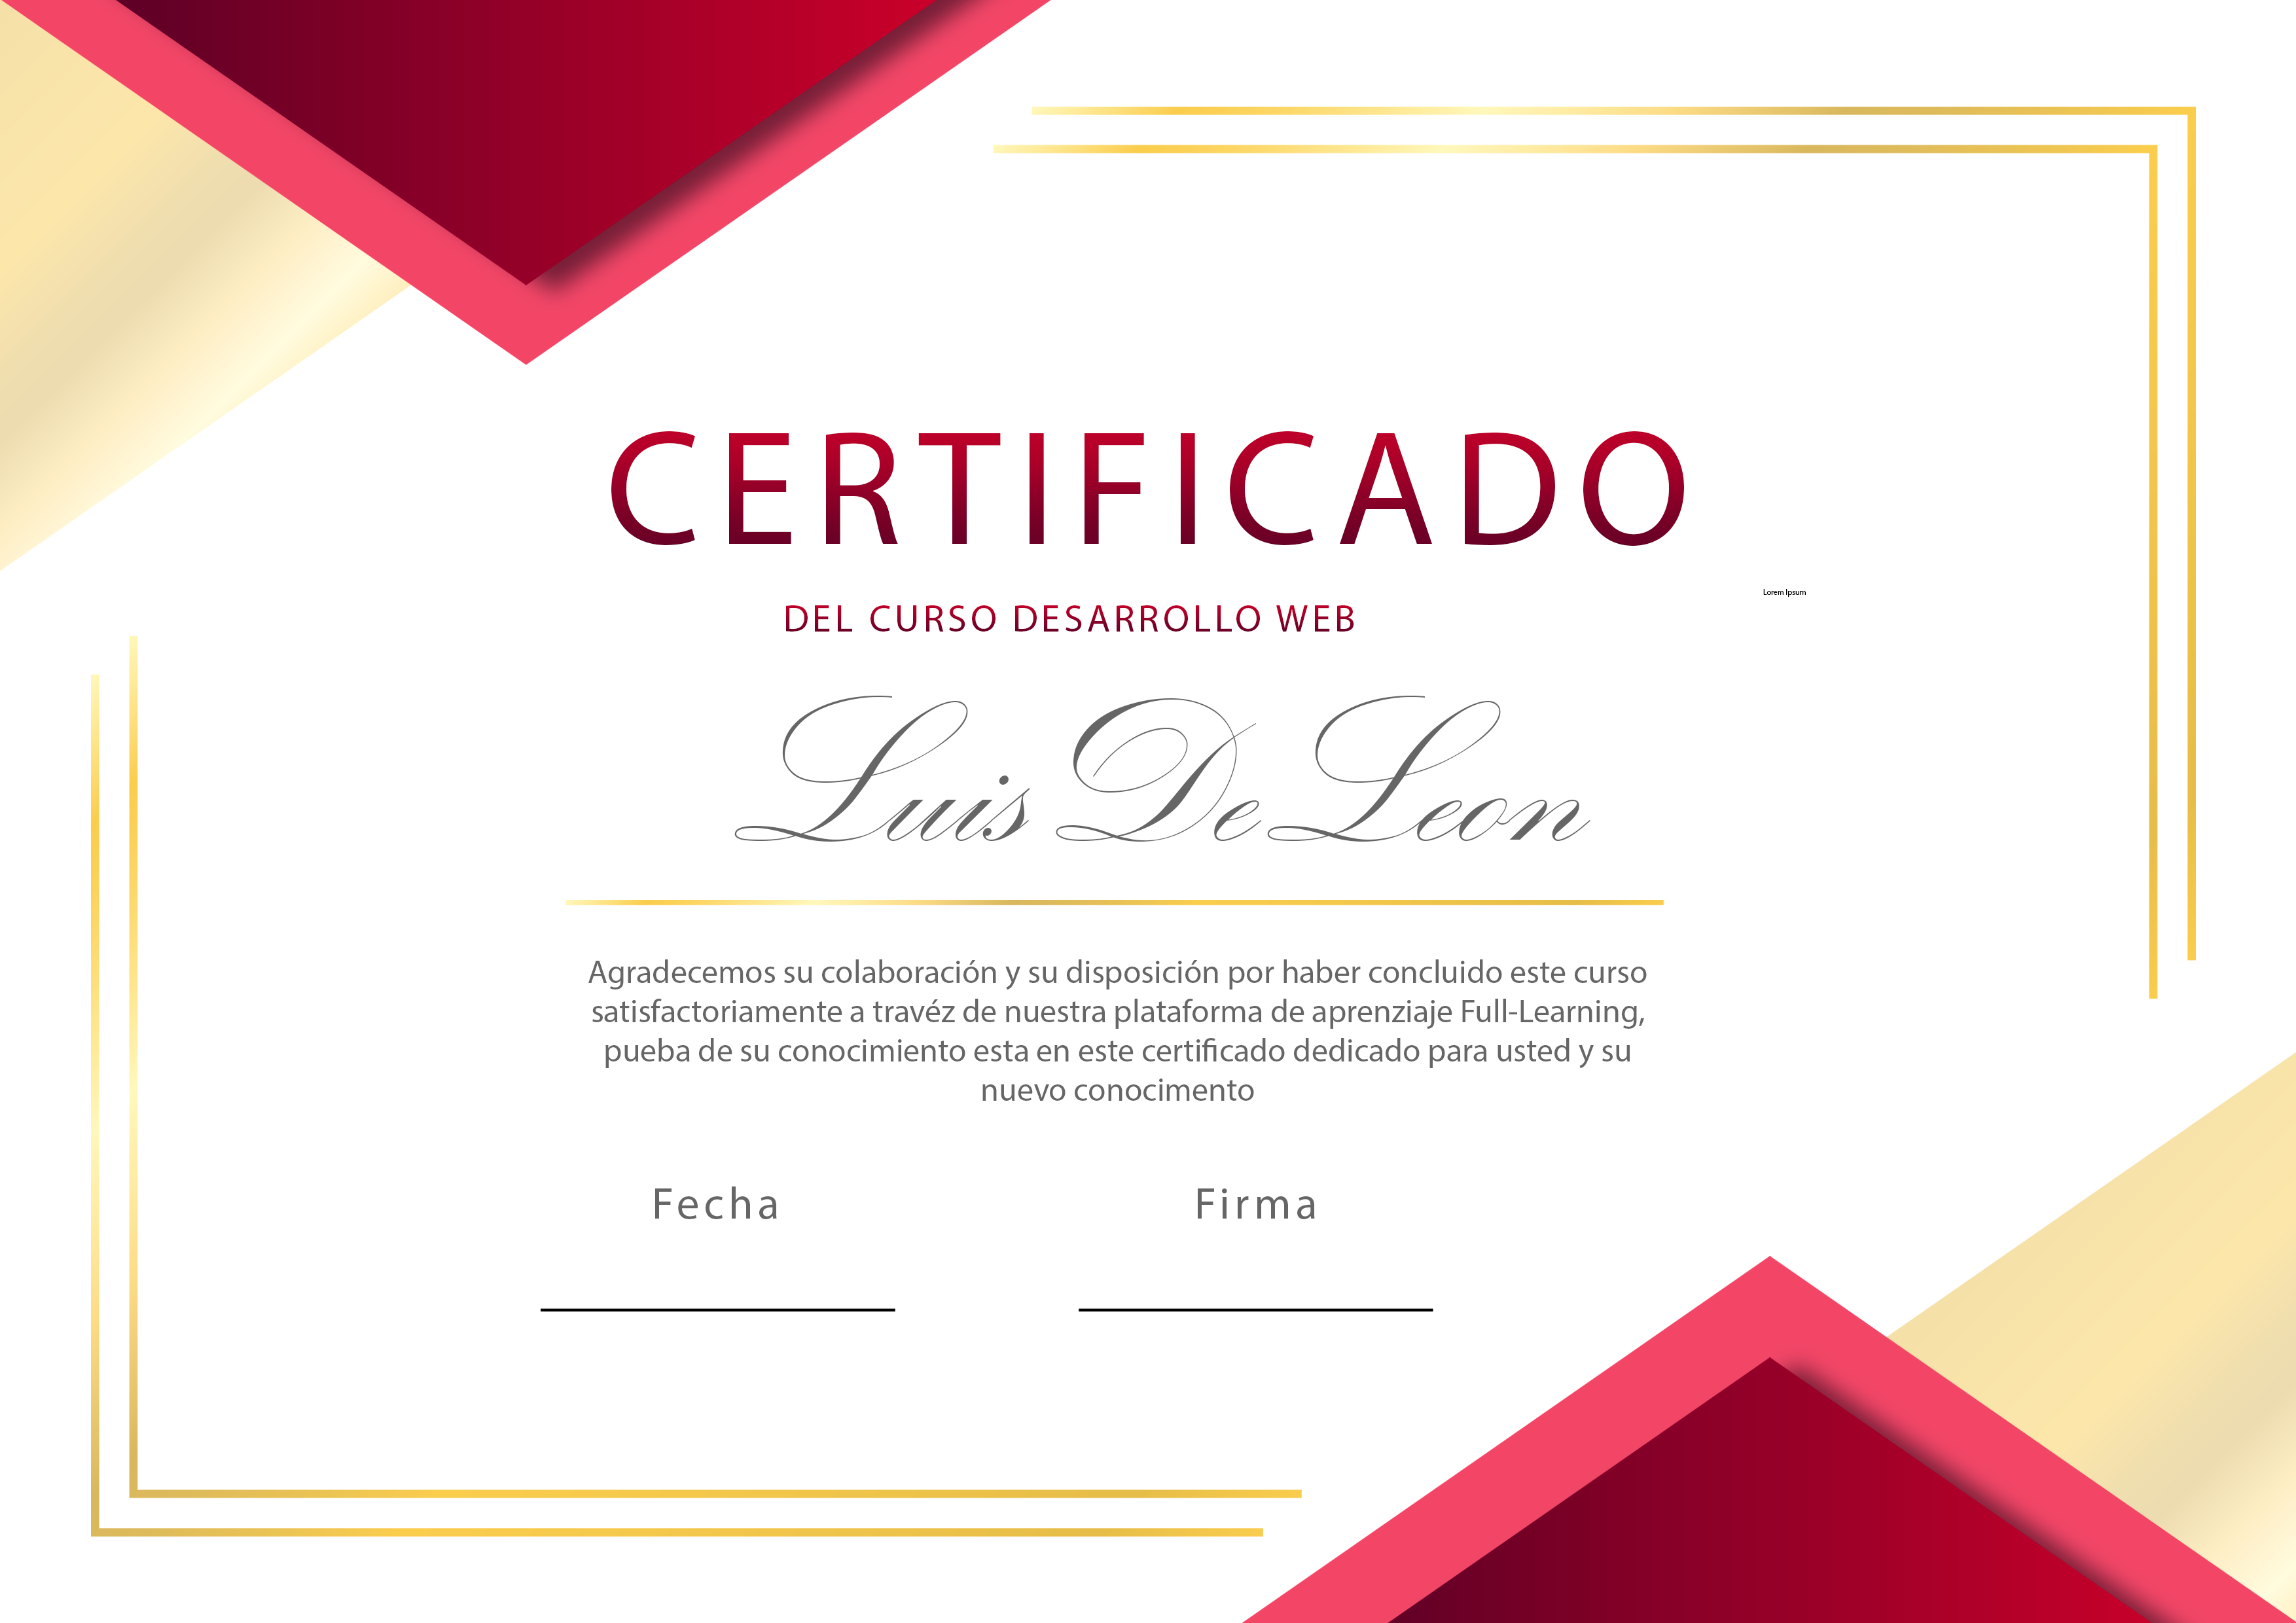 CERTIFICADO
Lorem Ipsum
DEL CURSO DESARROLLO WEB
Luis De Leon
Agradecemos su colaboración y su disposición por haber concluido este curso
satisfactoriamente a travéz de nuestra plataforma de aprenziaje Full-Learning,
pueba de su conocimiento esta en este certificado dedicado para usted y su
nuevo conocimento
Fecha
Firma